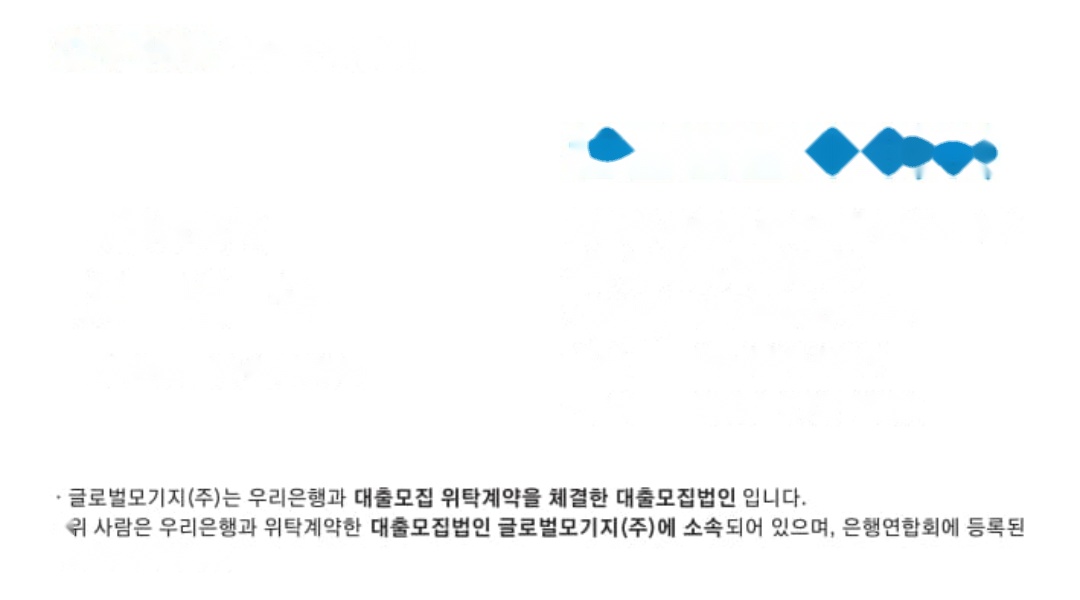 · 글로벌모기지(주)는 우리은행과 대출모집 위탁계약을 체결한 대출모집법인 입니다.
위 사람은 우리은행과 위탁계약한 대출모집법인 글로벌모기지(주)에 소속되어 있으며, 은행연합회에 등록된